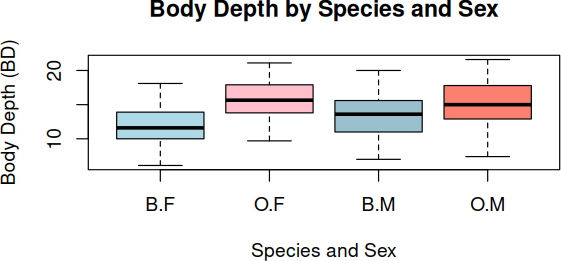 Body Depth by Species and Sex
Body Depth (BD)
20
10
B.F O.F B.M O.M
Species and Sex